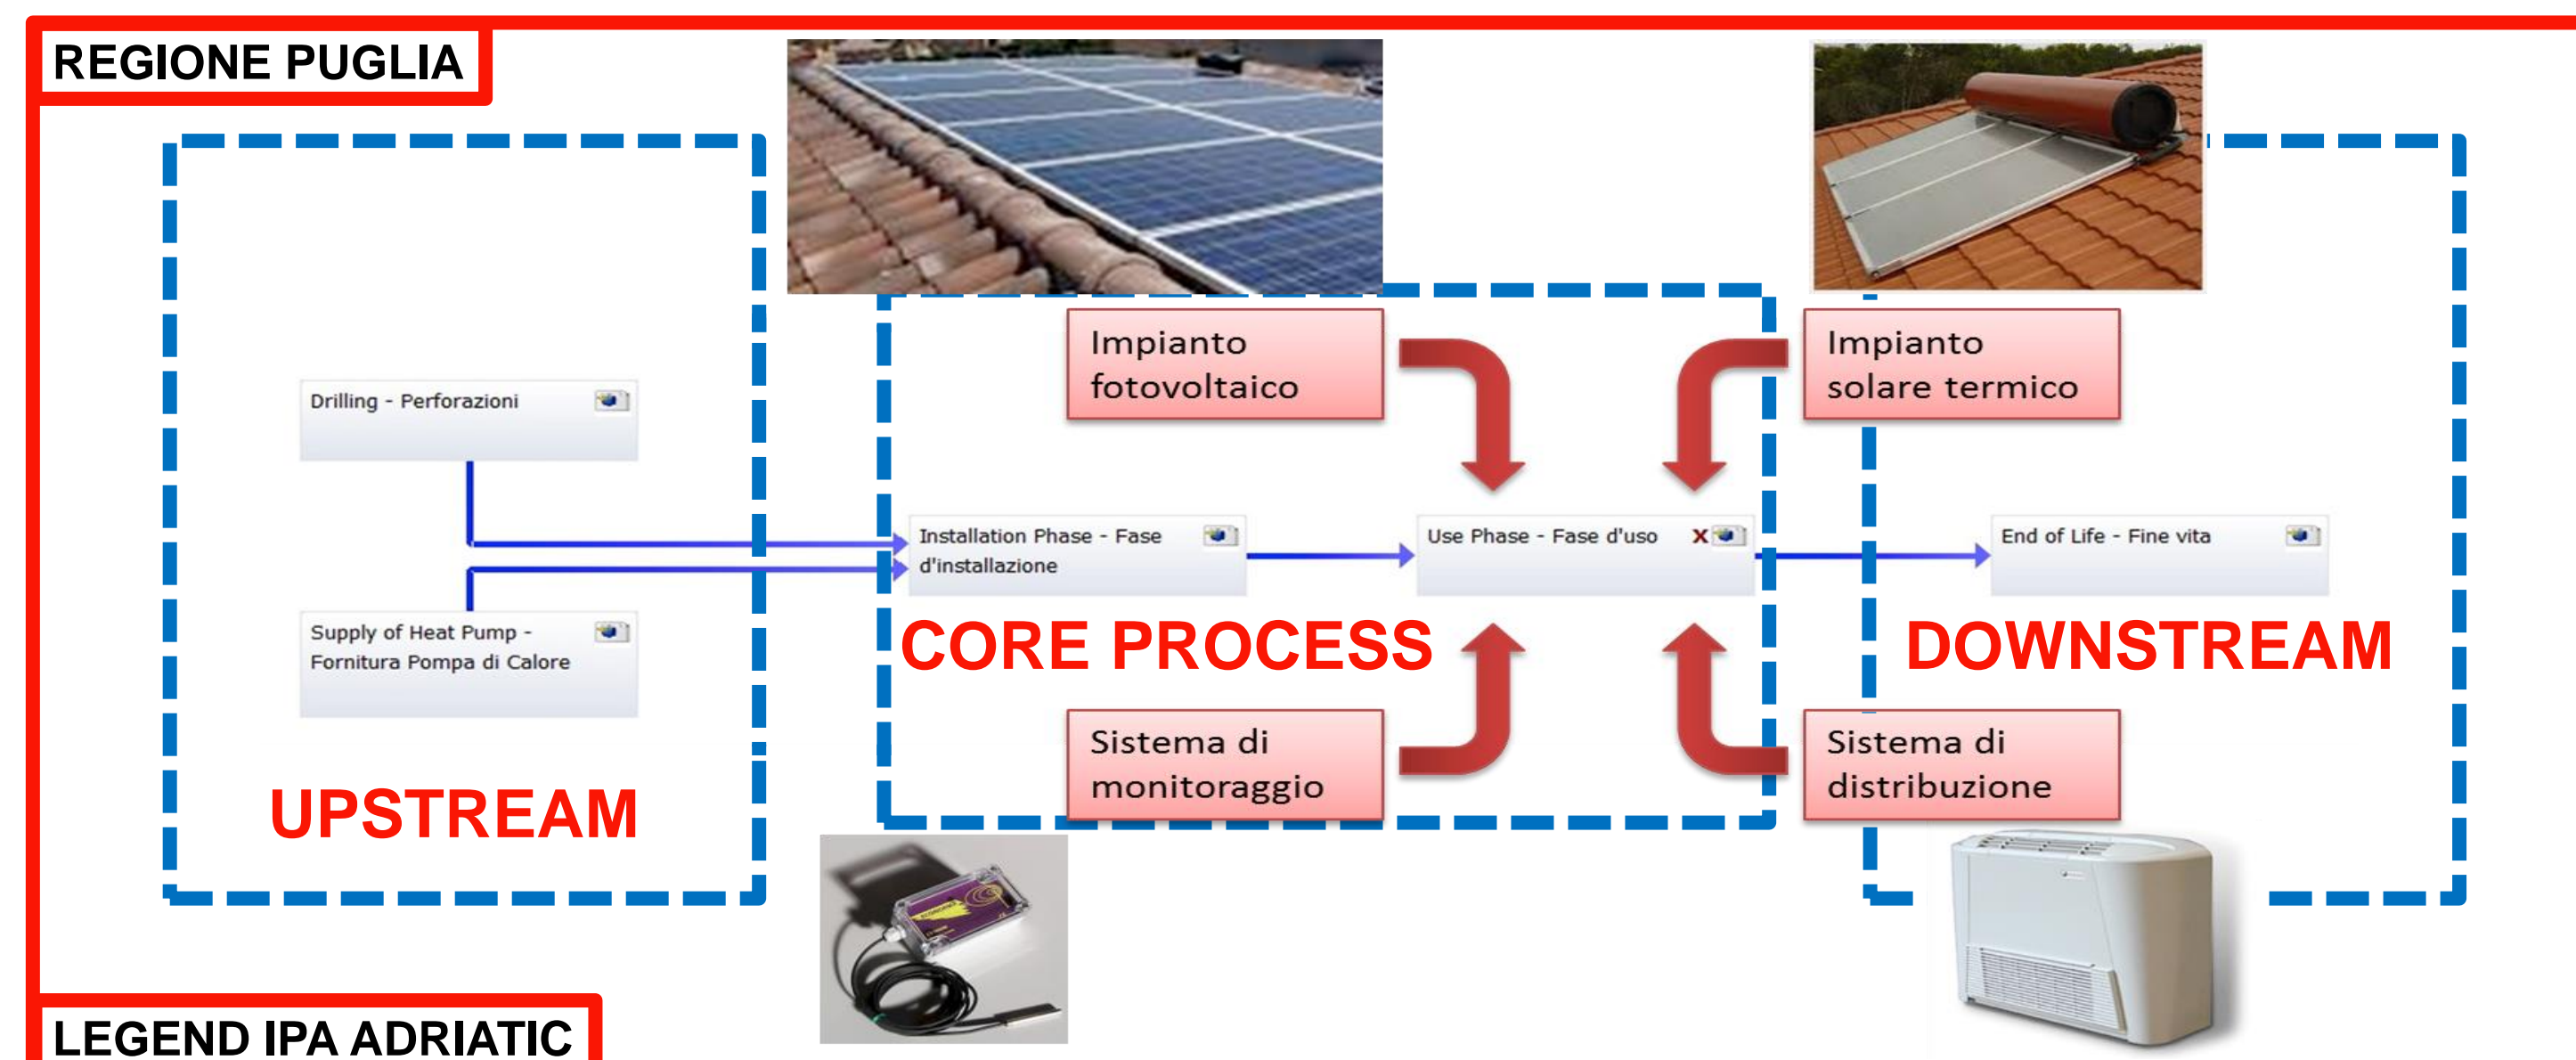 REGIONE PUGLIA
Impianto
fotovoltaico
Impianto
solare termico
Drilling - Perforazioni
Installation Phase - Fase
d'installazione
Use Phase - Fase d'uso
X
End of Life - Fine vita
Supply of Heat Pump -
Fornitura Pompa di Calore
CORE PROCESS
DOWNSTREAM
Sistema di
monitoraggio
Sistema di
distribuzione
UPSTREAM
LEGEND IPA ADRIATIC